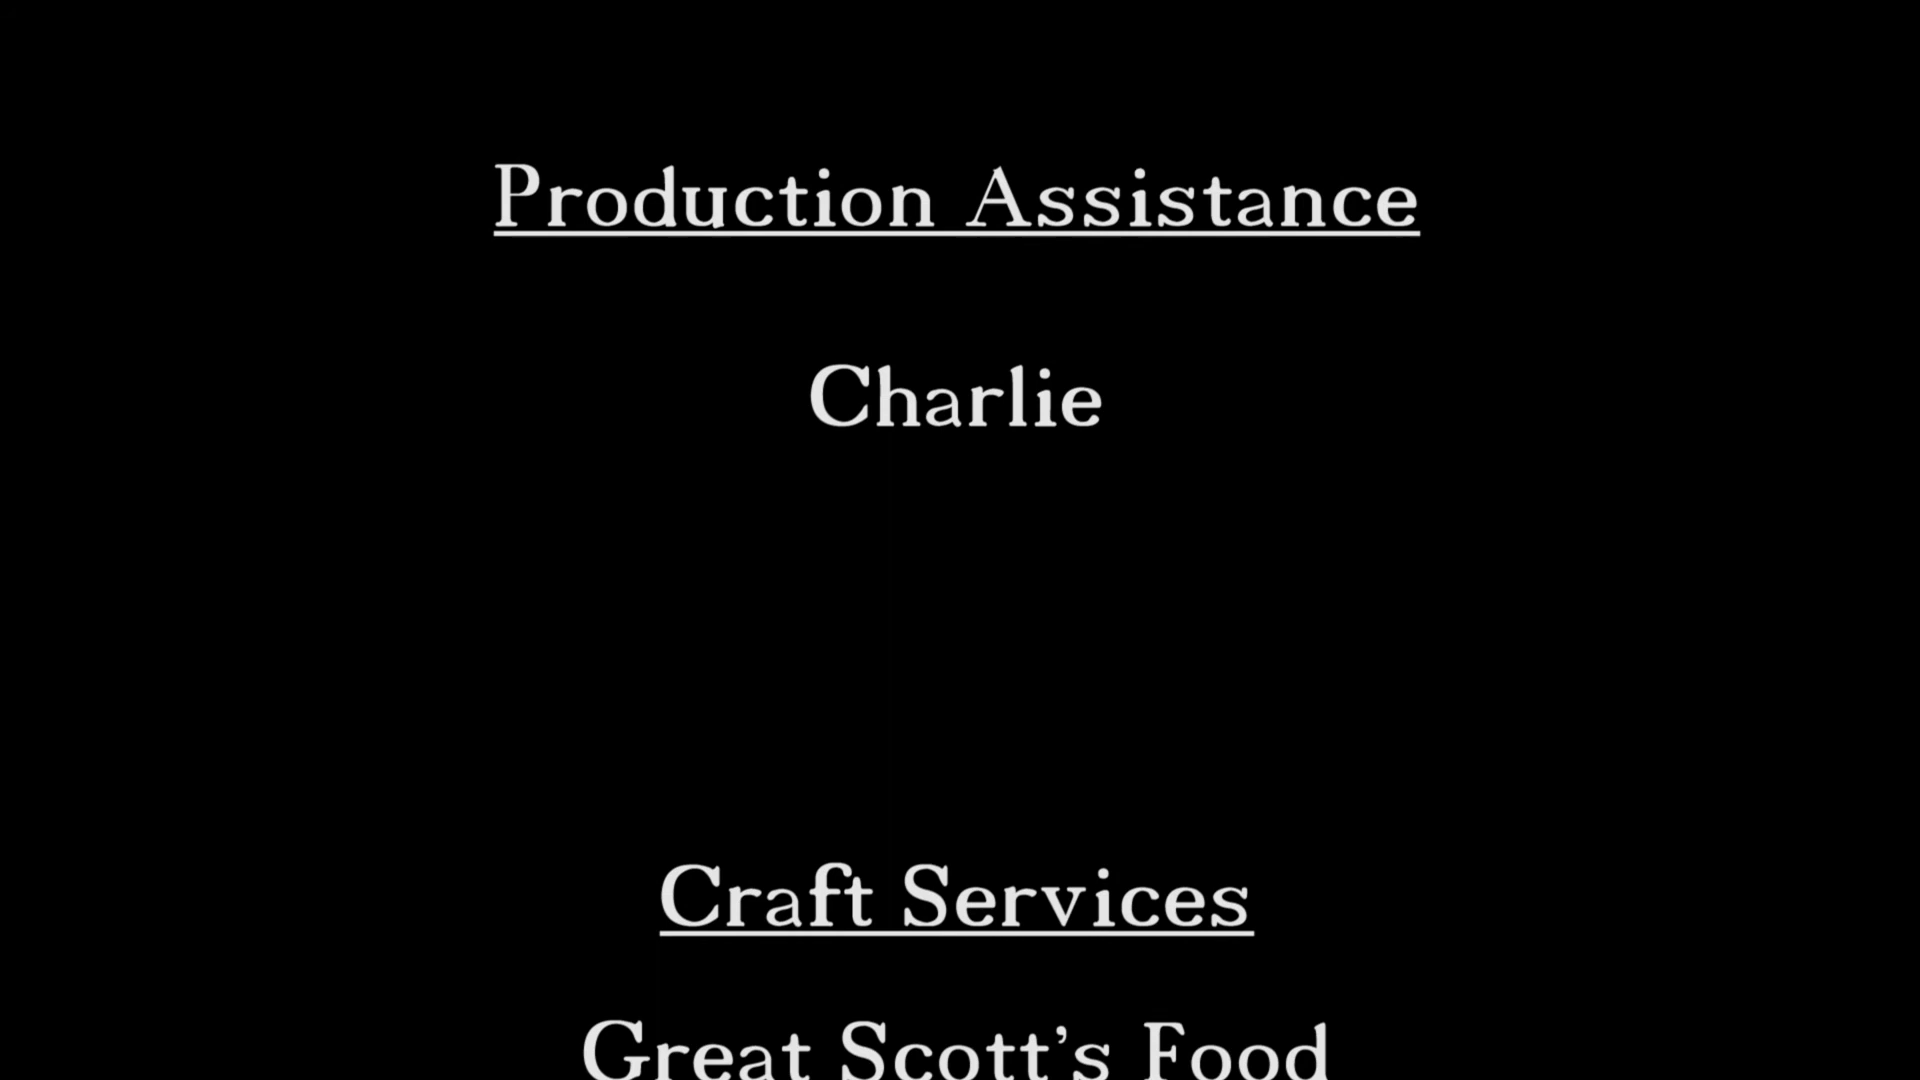 Production Assistance
Charlie
Craft Services
Great Scott’s Food